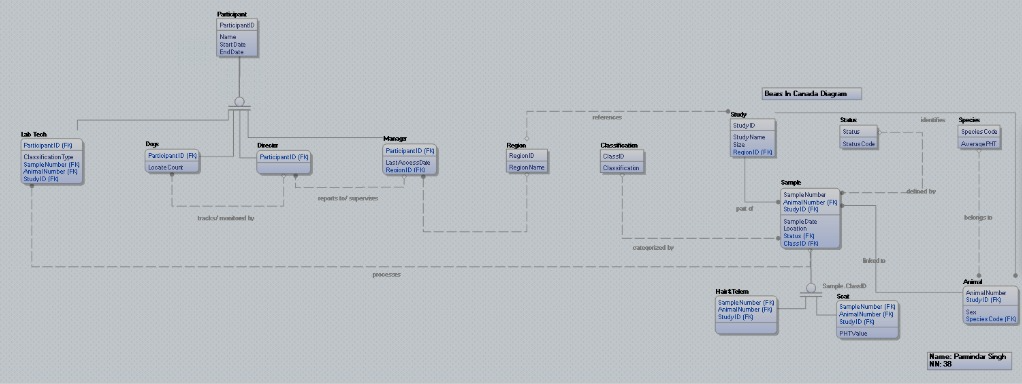 Participant
ParticipantID
Name
StartDate
EndDate
Bears In Canada Diagram
Lab Tech
ParticipantID (FK)
ClassificationType
SampleNumber (FK)
AnimalNumber (FK)
StudyID (FK)
Dogs
ParticipantID (FK)
LocateCount
Director
ParticipantID (FK)
Manager
ParticipantID (FK)
LastAccessDate
RegionID (FK)
references
Region
RegionID
RegionName
Classification
ClassID
Classification
Study
StudyID
StudyName
Size
RegionID (FK)
Status
Status
StatusCode
identifies
Species
SpeciesCode
AverageFHT
Sample
SampleNumber
AnimalNumber (FK)
StudyID (FK)
SampleDate
Location
Status (FK)
ClassID (FK)
defined by
reports to/ supervises
tracks/ monitored by
part of
belongs to
categorized by
linked to
processes
Sample.ClassID
Hair&Telem
SampleNumber (FK)
AnimalNumber (FK)
StudyID (FK)
Scat
SampleNumber (FK)
AnimalNumber (FK)
StudyID (FK)
FHTValue
Animal
AnimalNumber
StudyID (FK)
Sex
SpeciesCode (FK)
Name: Parmindar Singh
NN: 38